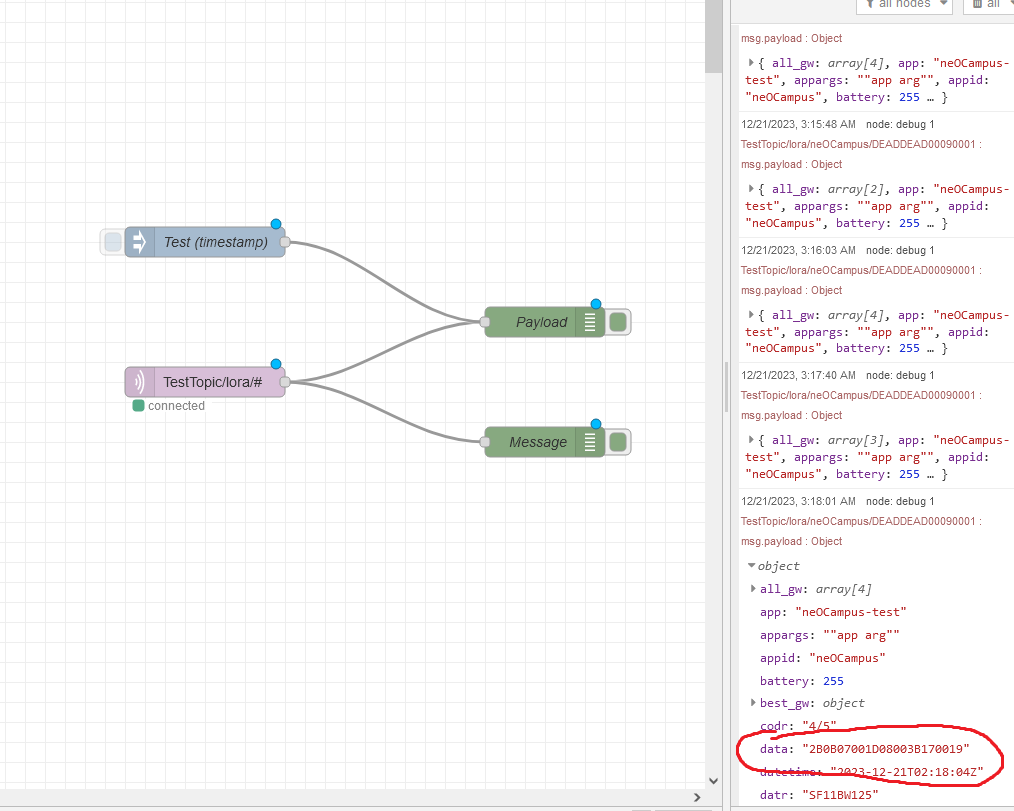 all nodes
all
msg.payload : Object
{ all_gw: array[4], app: "neOCampus-
test", appargs: ""app arg"", appid:
"neOCampus", battery: 255 … }
12/21/2023, 3:15:48 AM node: debug 1
TestTopic/lora/neOCampus/DEADDEAD00090001 :
msg.payload : Object
{ all_gw: array[2], app: "neOCampus-
test", appargs: ""app arg"", appid:
"neOCampus", battery: 255 … }
12/21/2023, 3:16:03 AM node: debug 1
TestTopic/lora/neOCampus/DEADDEAD00090001 :
msg.payload : Object
{ all_gw: array[4], app: "neOCampus-
test", appargs: ""app arg"", appid:
"neOCampus", battery: 255 … }
12/21/2023, 3:17:40 AM node: debug 1
TestTopic/lora/neOCampus/DEADDEAD00090001 :
msg.payload : Object
{ all_gw: array[3], app: "neOCampus-
test", appargs: ""app arg"", appid:
"neOCampus", battery: 255 … }
12/21/2023, 3:18:01 AM node: debug 1
TestTopic/lora/neOCampus/DEADDEAD00090001 :
msg.payload : Object
object
all_gw: array[4]
app: "neOCampus-test"
appargs: ""app arg""
appid: "neOCampus"
battery: 255
best_gw: object
codr: "4/5"
data: "2B0B07001D08003B170019"
datetime: "2023-12-21T02:18:04Z"
datr: "SF11BW125"
Test (timestamp)
Payload
TestTopic/lora/#
connected
Message